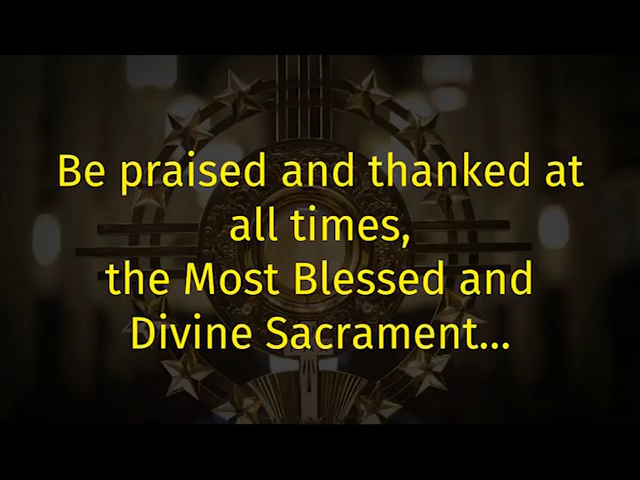 Be praised and thanked at
all times,
the Most Blessed and
Divine Sacrament...